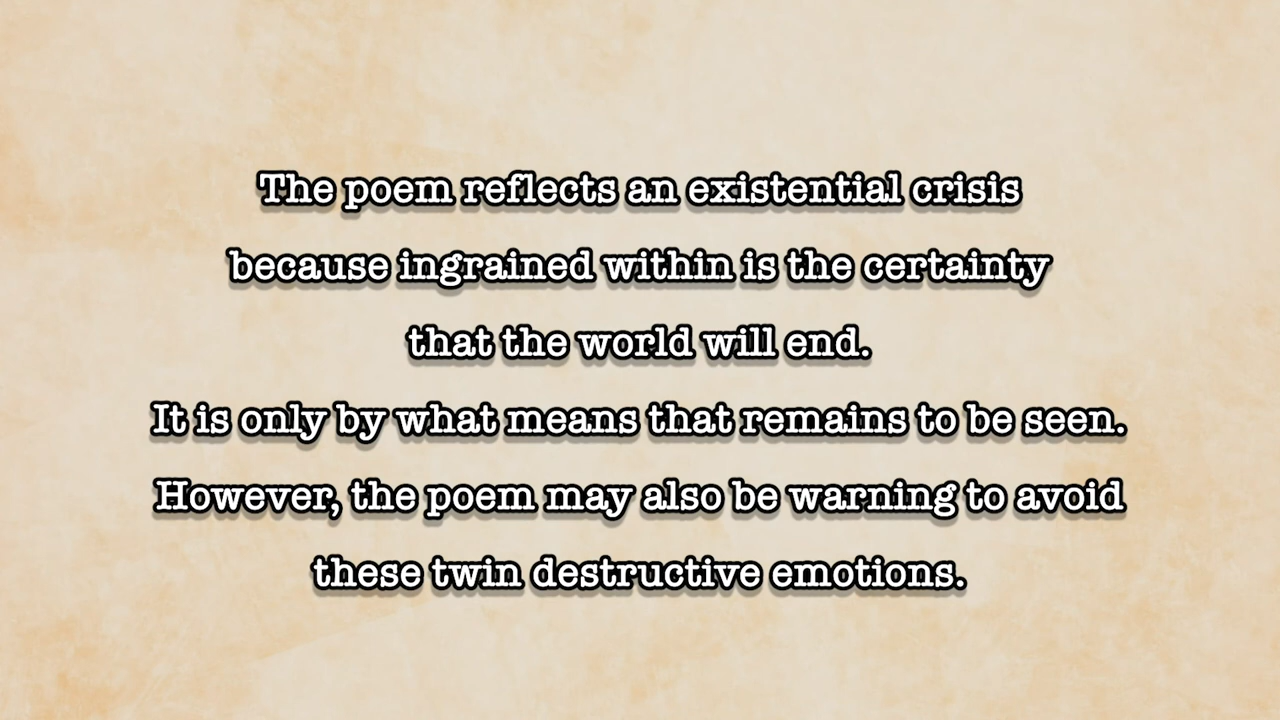 The poem reflects an existential crisis
because ingrained within is the certainty
that the world will end.
It is only by what means that remains to be seen.
However, the poem may also be warning to avoid
these twin destructive emotions.